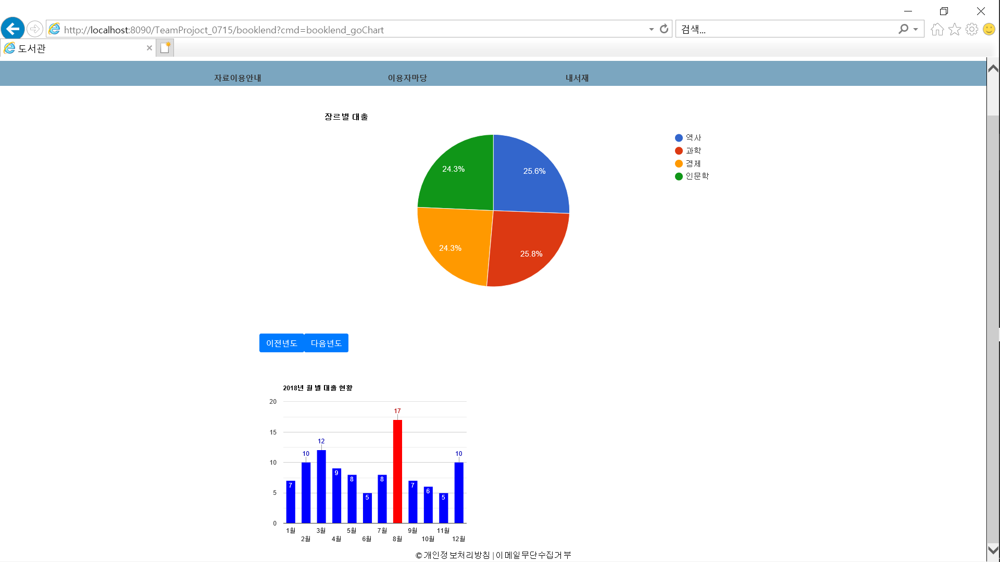 http://localhost:8090/TeamProjoct_0715/booklend?cmd=booklend_goChart
검색...
도서관
자료이용안내 이용자마당 내서재
장르별 대출
역사
과학
경제
인문학
24.3% 25.6%
24.3% 25.8%
이전년도 다음년도
2018년 월 별 대출 현황
20
15
10
5
0
7 10 12 9 8 5 8 17 7 6 5 10
1월 2월 3월 4월 5월 6월 7월 8월 9월 10월 11월 12월
© 개인정보처리방침 | 이메일무단수집거부